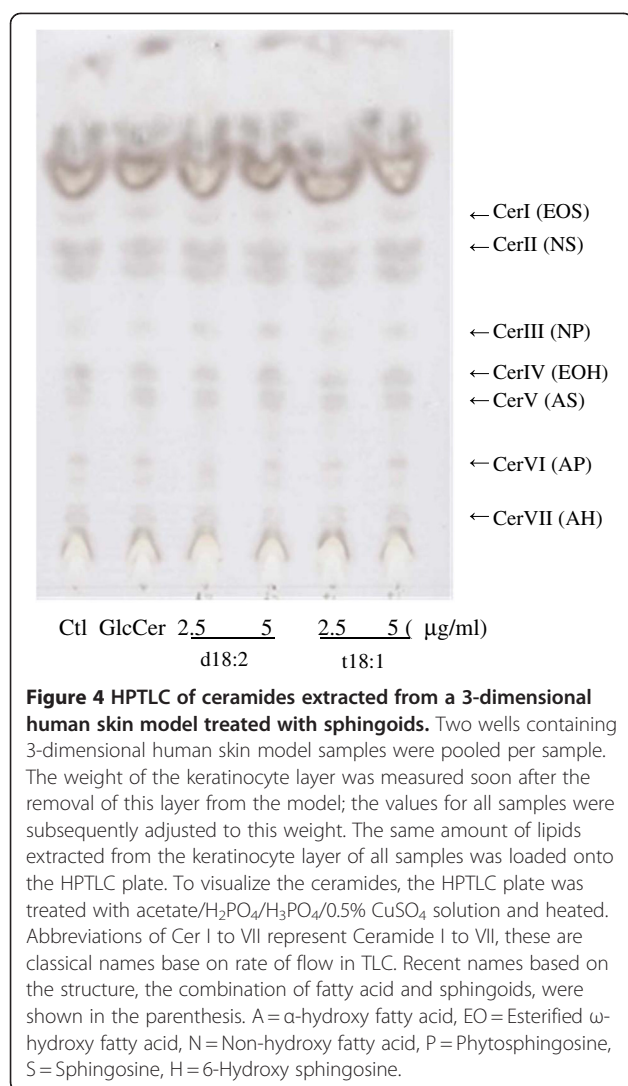 ← CerI (EOS)
← CerII (NS)
← CerIII (NP)
← CerIV (EOH)
← CerV (AS)
← CerVI (AP)
← CerVII (AH)
Ctl GlcCer 2.5 5 2.5 5 ( μg/ml)
d18:2 t18:1
Figure 4 HPTLC of ceramides extracted from a 3-dimensional
human skin model treated with sphingoids. Two wells containing
3-dimensional human skin model samples were pooled per sample.
The weight of the keratinocyte layer was measured soon after the
removal of this layer from the model; the values for all samples were
subsequently adjusted to this weight. The same amount of lipids
extracted from the keratinocyte layer of all samples was loaded onto
the HPTLC plate. To visualize the ceramides, the HPTLC plate was
treated with acetate/H₂PO₄/H₃PO₄/0.5% CuSO₄ solution and heated.
Abbreviations of Cer I to VII represent Ceramide I to VII, these are
classical names base on rate of flow in TLC. Recent names based on
the structure, the combination of fatty acid and sphingoids, were
shown in the parenthesis. A = α-hydroxy fatty acid, EO = Esterified ω-
hydroxy fatty acid, N = Non-hydroxy fatty acid, P = Phytosphingosine,
S = Sphingosine, H = 6-Hydroxy sphingosine.